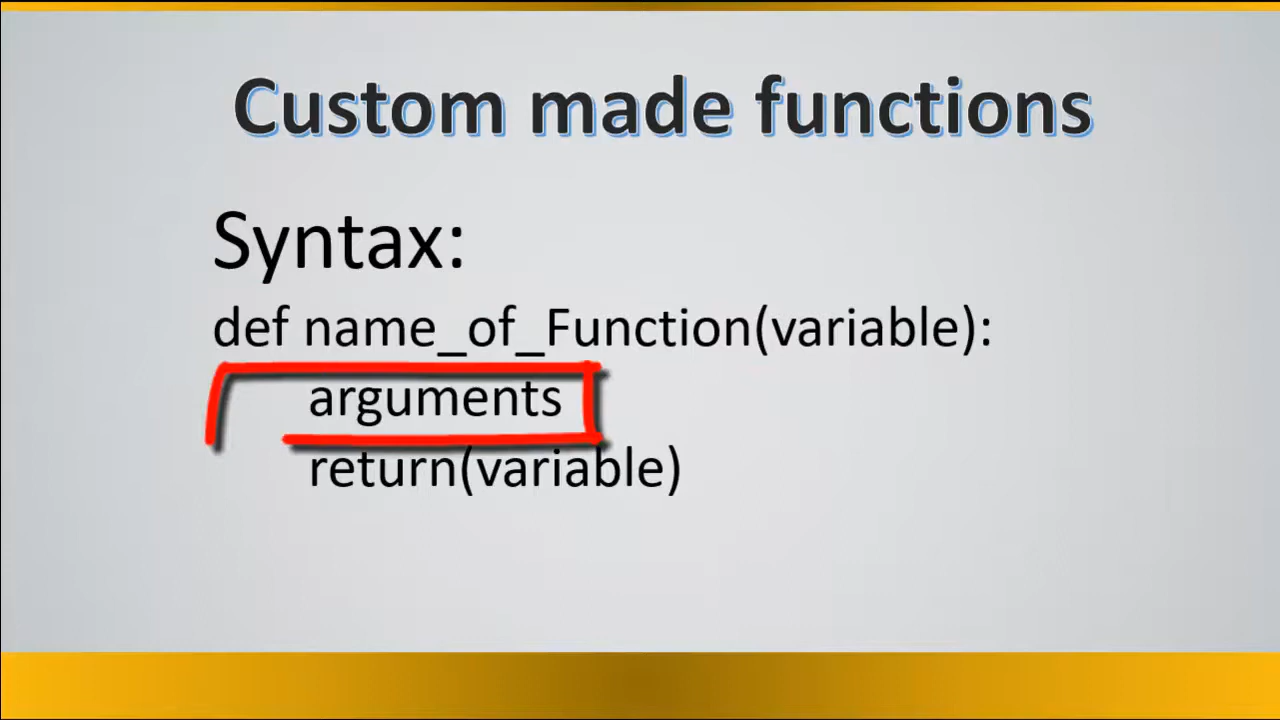 Custom made functions
Syntax:
def name_of_Function(variable):
arguments
return(variable)